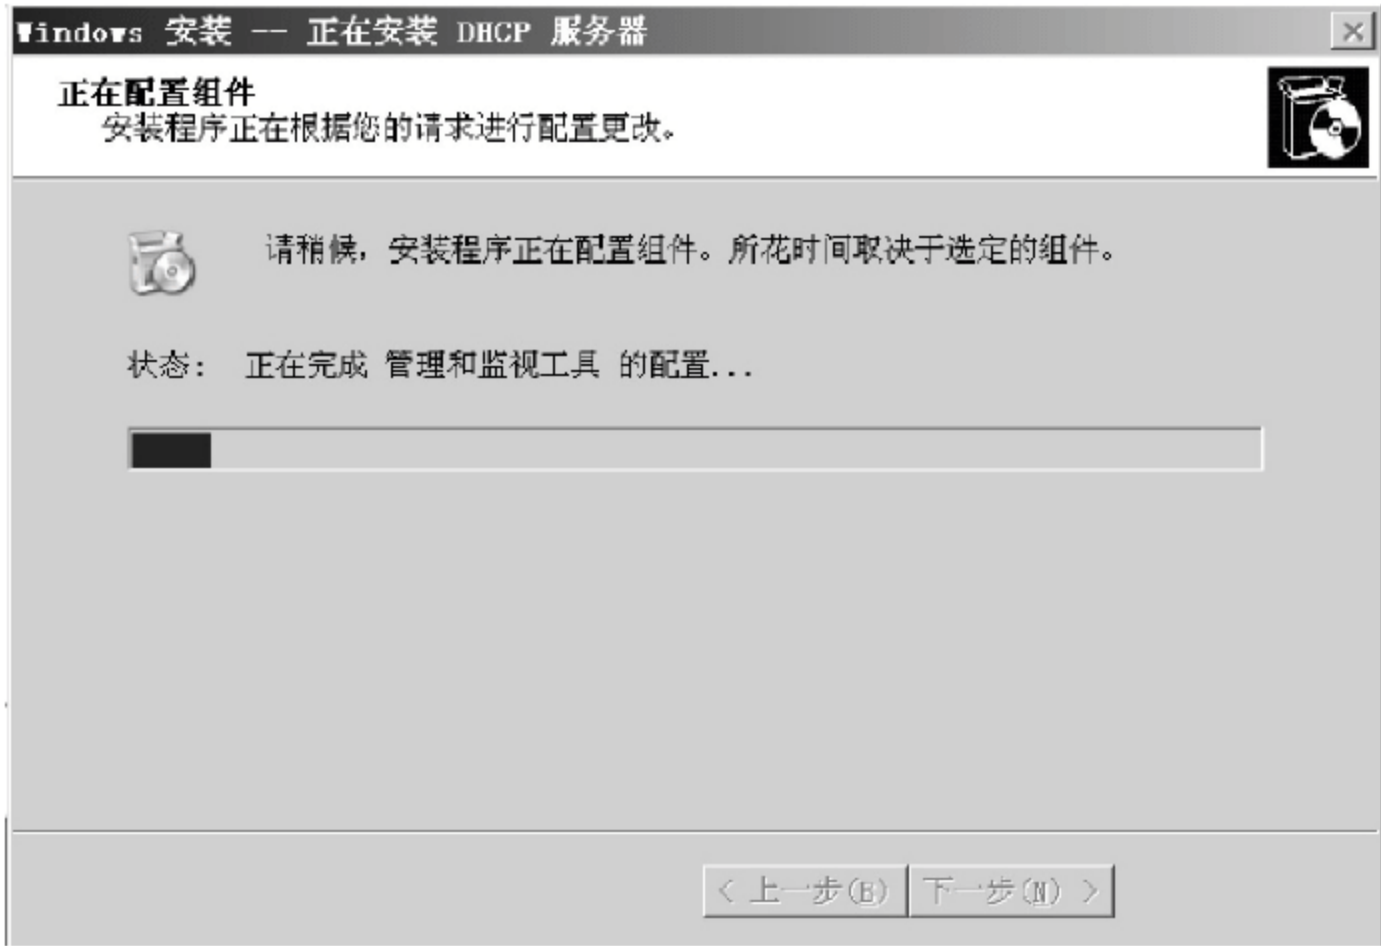 Windows 安装 -- 正在安装 DHCP 服务器
正在配置组件
安装程序正在根据您的请求进行配置更改。
请稍候，安装程序正在配置组件。所花时间取决于选定的组件。
状态: 正在完成 管理和监视工具 的配置...
< 上一步(B) 下一步(N) >